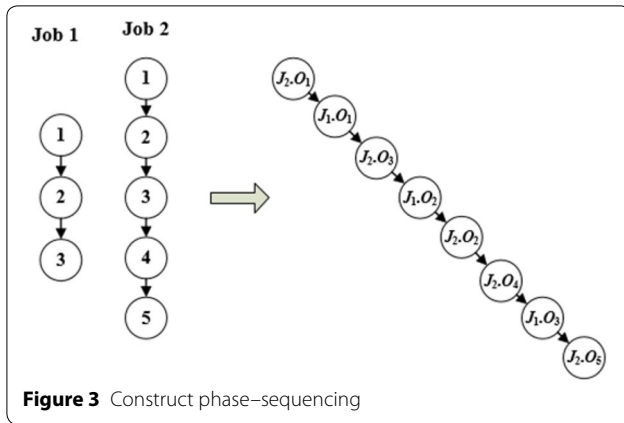 Job 1
Job 2
1
2
3
1
2
3
4
5
J₂.O₁
J₁.O₁
J₂.O₃
J₁.O₂
J₂.O₂
J₂.O₄
J₁.O₃
J₂.O₅
Figure 3 Construct phase–sequencing